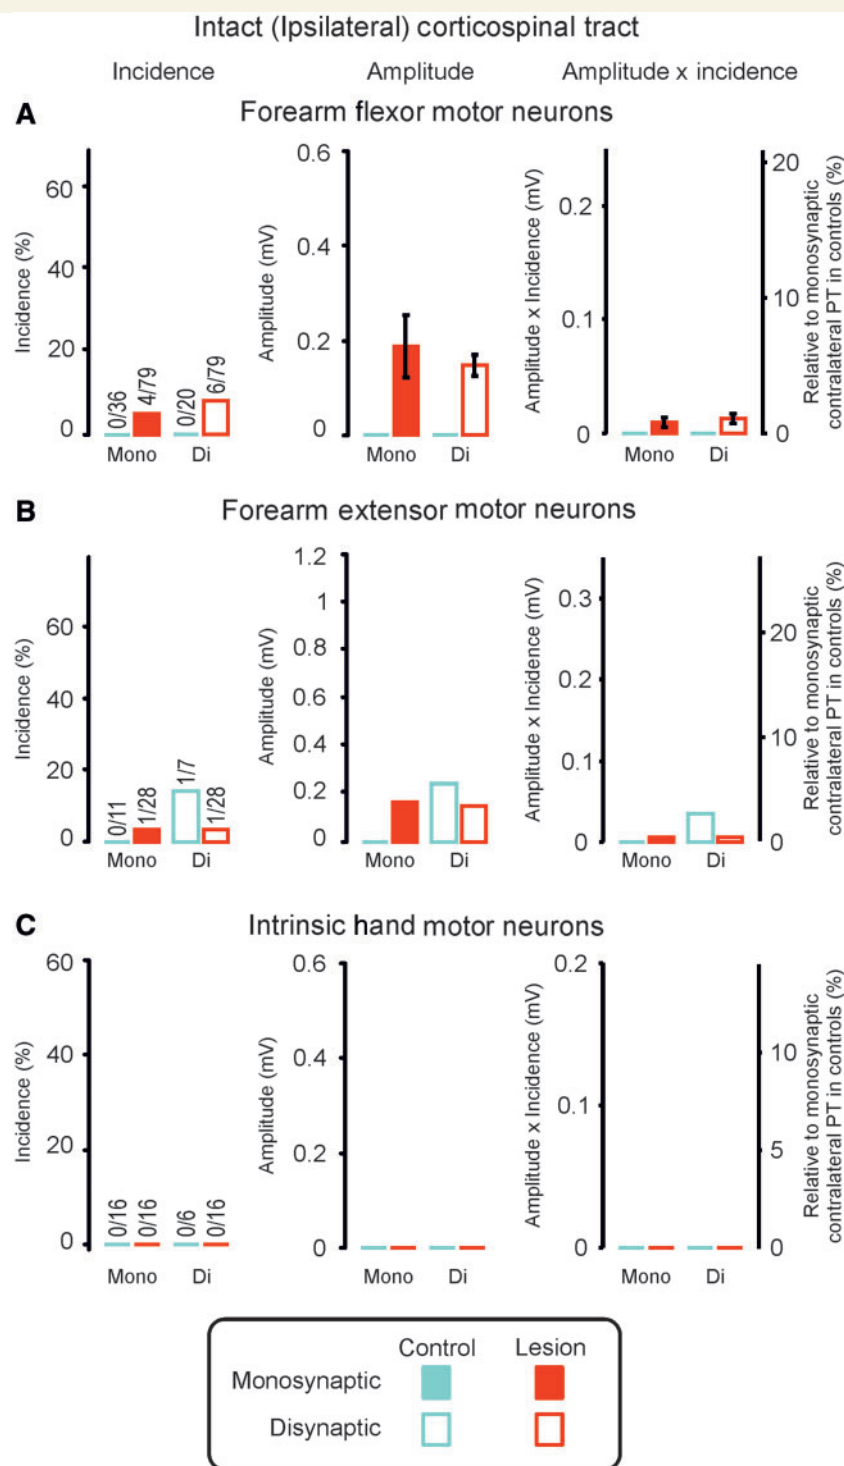 Intact (Ipsilateral) corticospinal tract
Incidence Amplitude Amplitude x incidence
A Forearm flexor motor neurons
Incidence (%)
60
40
20
0
0/36
4/79
0/20
6/79
Mono Di
Amplitude (mV)
0.6
0.4
0.2
0
Mono Di
Amplitude x Incidence (mV)
0.2
0.1
0
Mono Di
20
10
0
Relative to monosynaptic
contralateral PT in controls (%)
B Forearm extensor motor neurons
Incidence (%)
60
40
20
0
0/11
1/28
1/7
1/28
Mono Di
Amplitude (mV)
1.2
1
0.8
0.6
0.4
0.2
0
Mono Di
Amplitude x Incidence (mV)
0.3
0.2
0.1
0
Mono Di
20
10
0
Relative to monosynaptic
contralateral PT in controls (%)
C Intrinsic hand motor neurons
Incidence (%)
60
40
20
0
0/16
0/16
0/6
0/16
Mono Di
Amplitude (mV)
0.6
0.4
0.2
0
Mono Di
Amplitude x Incidence (mV)
0.2
0.1
0
Mono Di
10
5
0
Relative to monosynaptic
contralateral PT in controls (%)
Control Lesion
Monosynaptic
Disynaptic